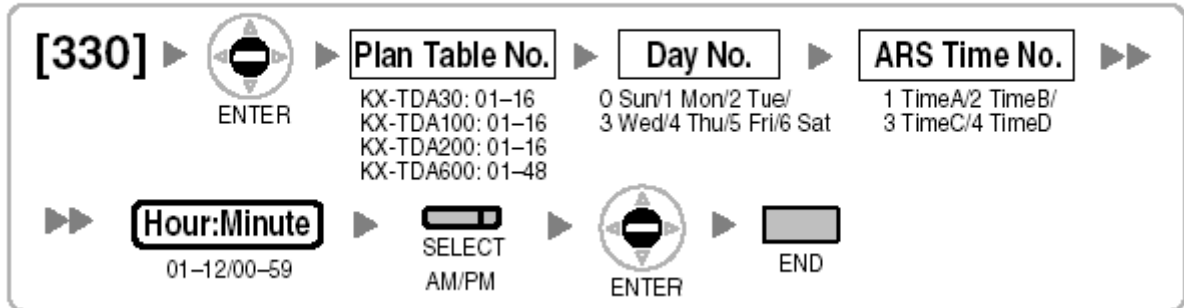 [330] Plan Table No. Day No. ARS Time No.
ENTER
KX-TDA30: 01–16
KX-TDA100: 01–16
KX-TDA200: 01–16
KX-TDA600: 01–48
0 Sun/1 Mon/2 Tue/
3 Wed/4 Thu/5 Fri/6 Sat
1 TimeA/2 TimeB/
3 TimeC/4 TimeD
Hour:Minute
01–12/00–59
SELECT
AM/PM
ENTER
END